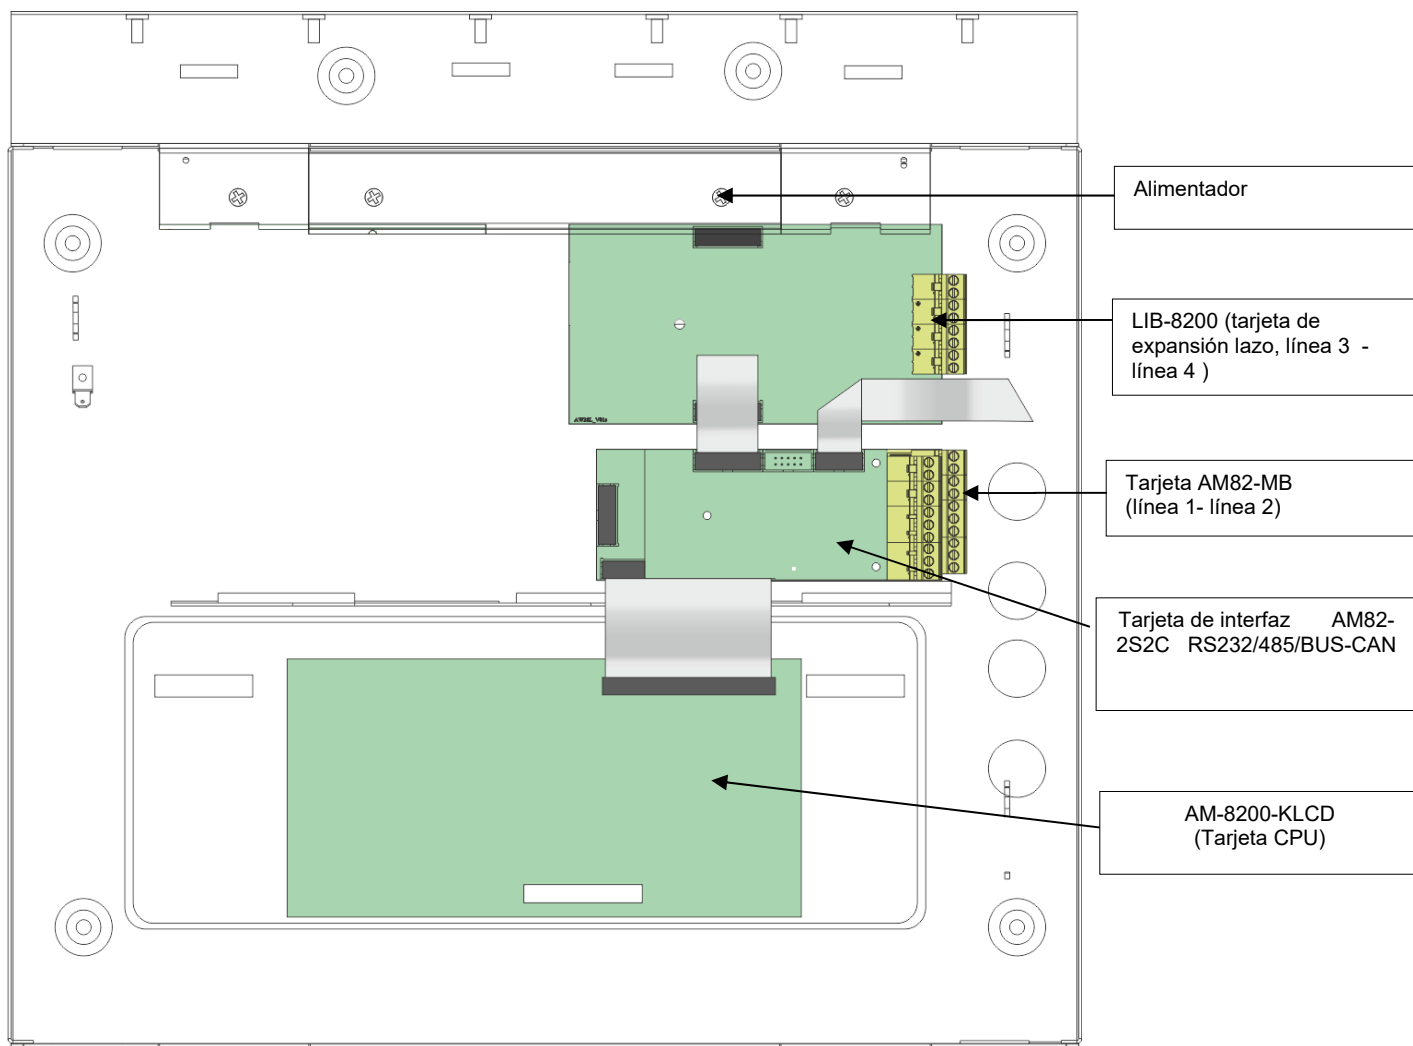 Alimentador
LIB-8200 (tarjeta de
expansión lazo, línea 3 -
línea 4 )
Tarjeta AM82-MB
(línea 1- línea 2)
Tarjeta de interfaz AM82-
2S2C RS232/485/BUS-CAN
AM-8200-KLCD
(Tarjeta CPU)